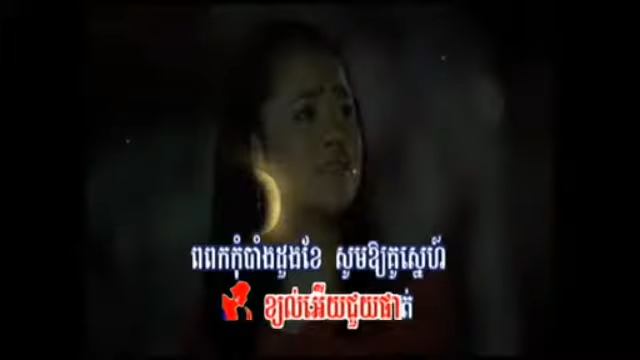 ពពកកុំបាំងដួងខែ សូមឱ្យគូស្នេហ៍
ខ្យល់អើយជួយផាត់